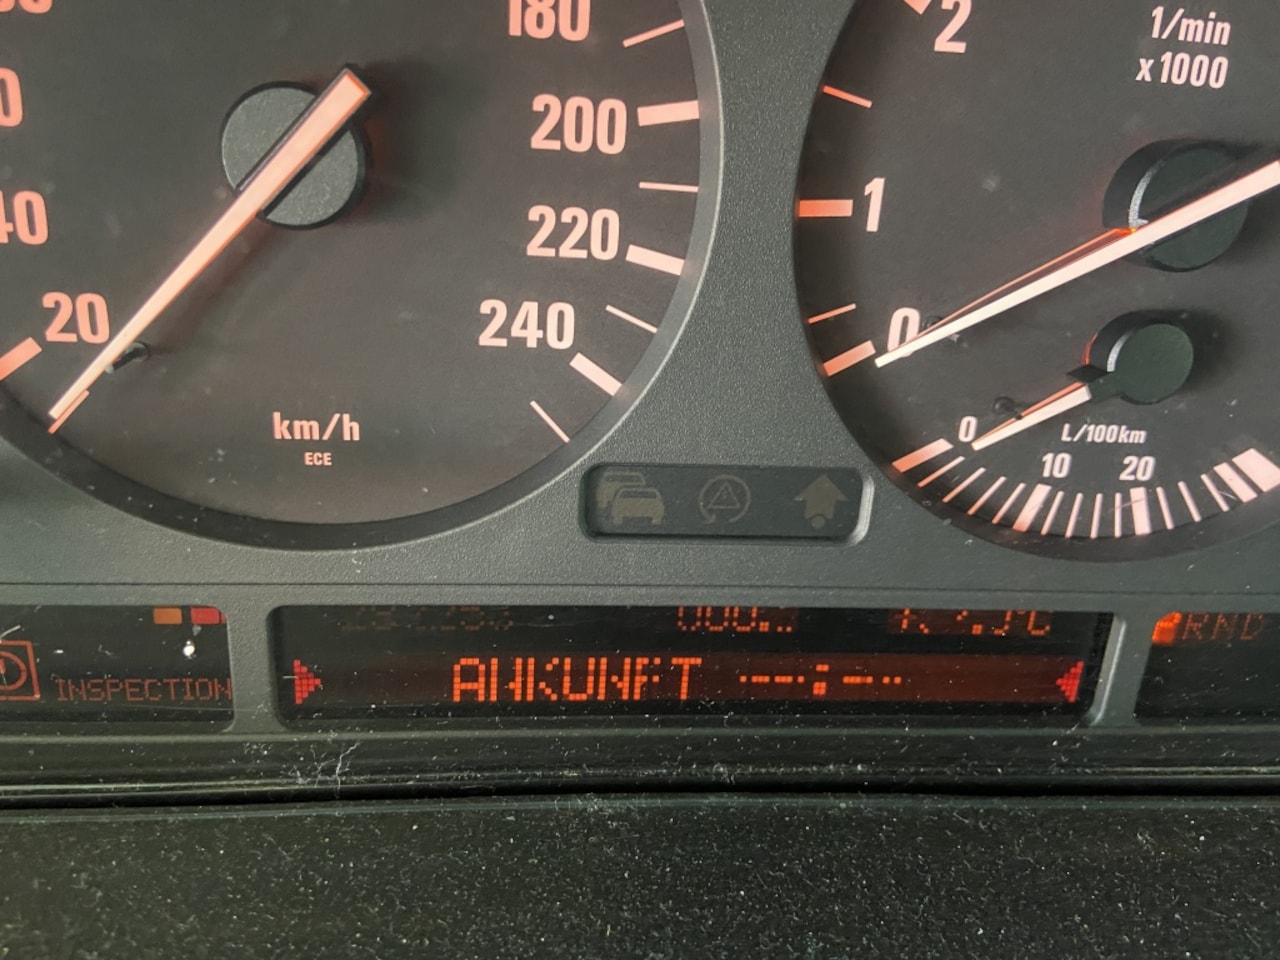 180
200
220
240
20
km/h
ECE
2
1/min
x1000
1
0
0
L/100km
10
20
INSPECTION
ANKUNFT --:--
RND